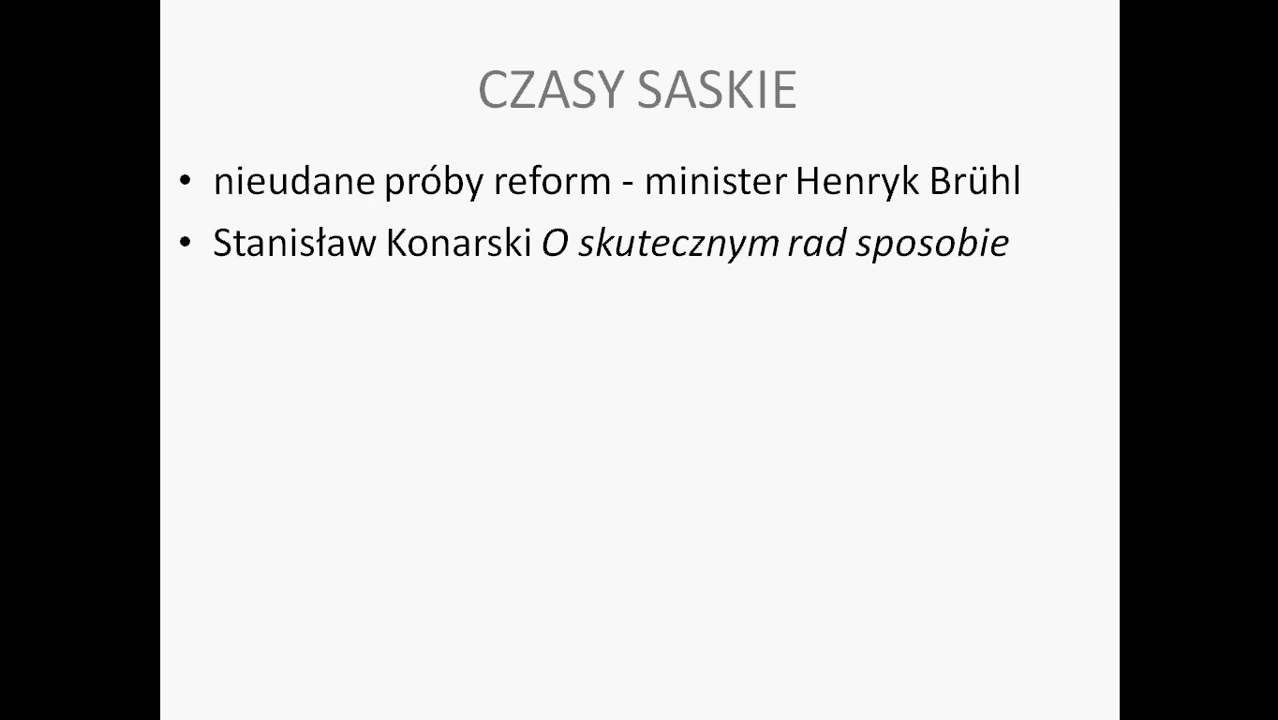 CZASY SASKIE
• nieudane próby reform - minister Henryk Brühl
• Stanisław Konarski O skutecznym rad sposobie